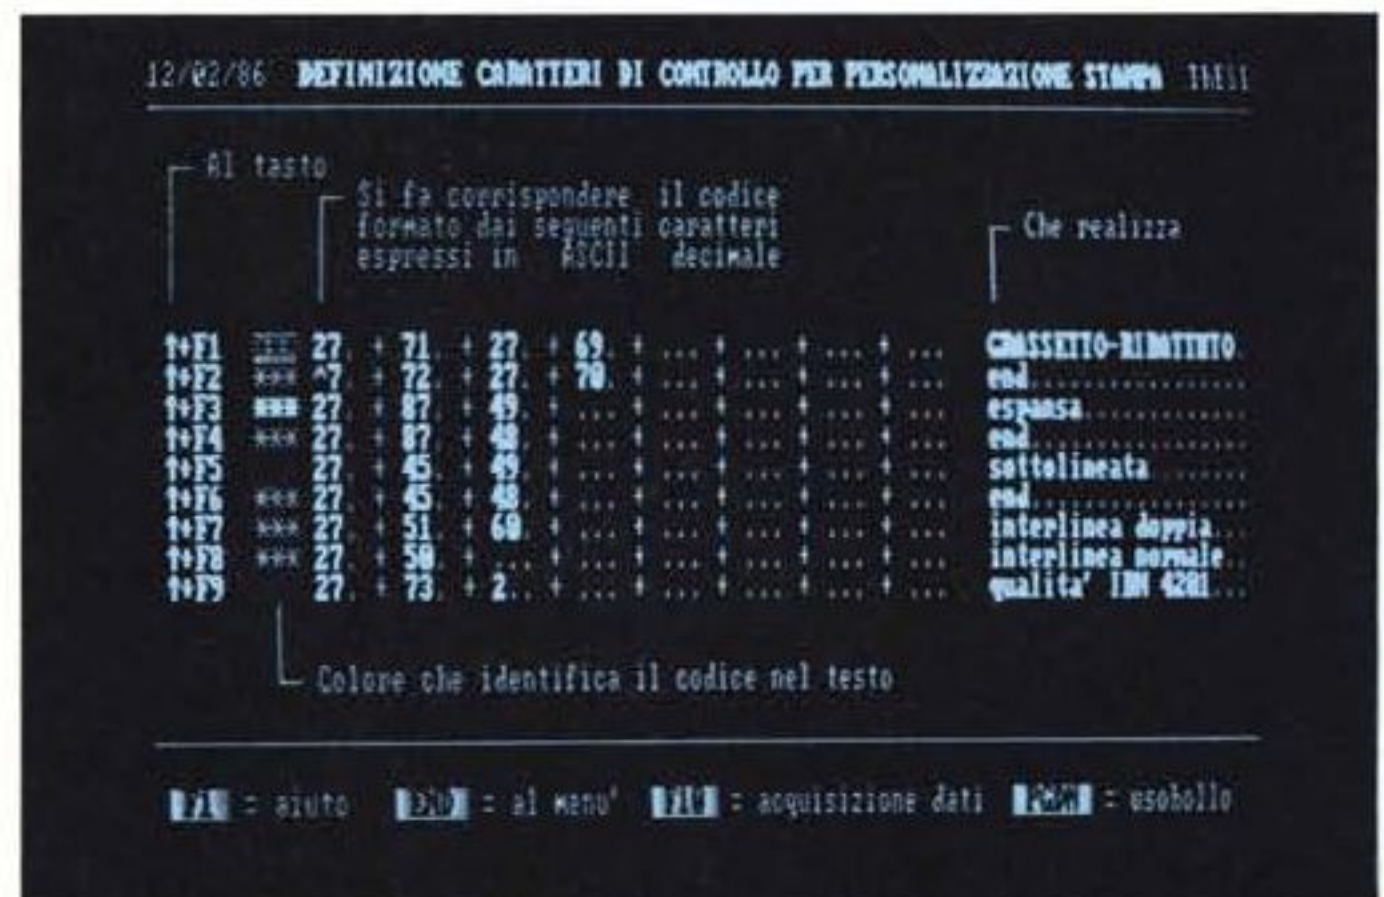 12/02/86 DEFINIZIONE CARATTERI DI CONTROLLO PER PERSONALIZZAZIONE STAMPA
Al tasto
Si fa corrispondere il codice
formato dai seguenti caratteri
espressi in ASCII decimale
Che realizza
↑+F1 *** 27. + 71. + 27. + 69. + ... + ... + ... + ... GRASSETTO-RIBATTUTO
↑+F2 *** ^7. + 72. + 27. + 70. + ... + ... + ... + ... end.................
↑+F3 *** 27. + 87. + 49. + ... + ... + ... + ... + ... espansa.............
↑+F4 *** 27. + 87. + 48. + ... + ... + ... + ... + ... end.................
↑+F5 27. + 45. + 49. + ... + ... + ... + ... + ... sottolineata........
↑+F6 *** 27. + 45. + 48. + ... + ... + ... + ... + ... end.................
↑+F7 *** 27. + 51. + 60. + ... + ... + ... + ... + ... interlinea doppia...
↑+F8 *** 27. + 50. + ... + ... + ... + ... + ... + ... interlinea normale..
↑+F9 27. + 73. + 2.. + ... + ... + ... + ... + ... qualita' IBM 4201...
Colore che identifica il codice nel testo
= aiuto = al menu' = acquisizione dati =